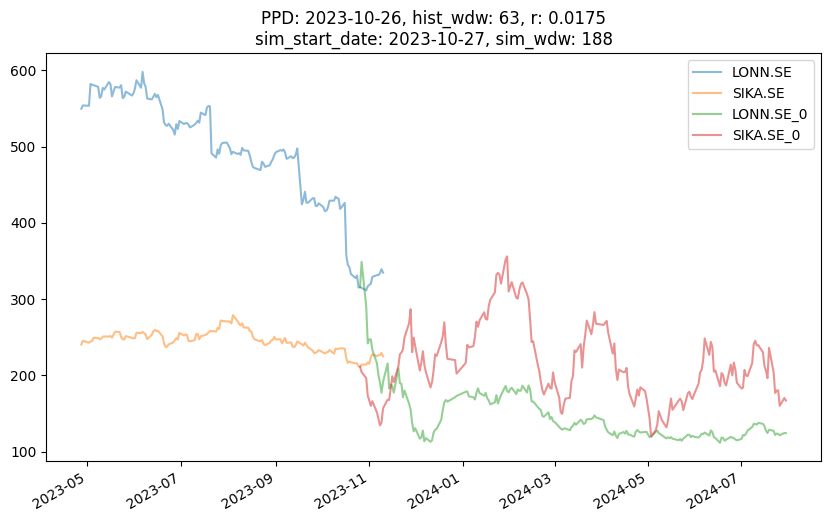 PPD: 2023-10-26, hist_wdw: 63, r: 0.0175
sim_start_date: 2023-10-27, sim_wdw: 188
LONN.SE
SIKA.SE
LONN.SE_0
SIKA.SE_0
600
500
400
300
200
100
2023-05
2023-07
2023-09
2023-11
2024-01
2024-03
2024-05
2024-07